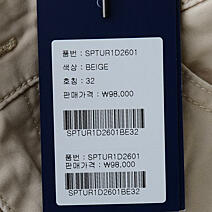 품번 : SPTUR1D2601
색상 : BEIGE
호칭 : 32
판매가격 : ₩98,000
SPTUR1D2601BE32
품번 : SPTUR1D2601
판매가격 : ₩98,000
SPTUR1D2601BE32